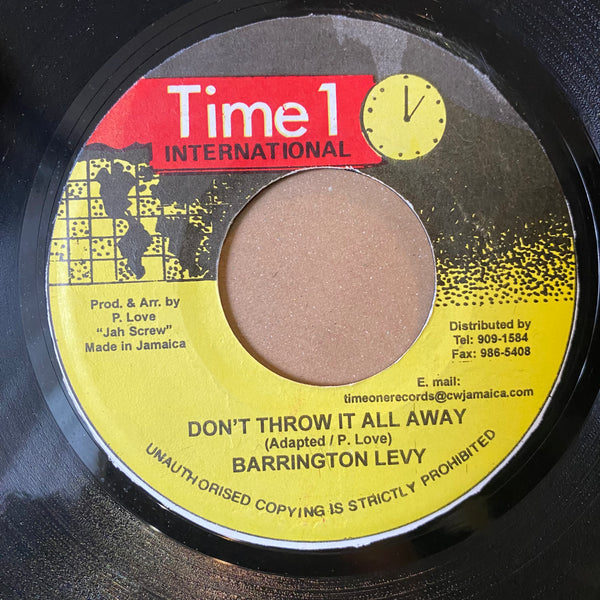 Time 1
INTERNATIONAL
Prod. & Arr. by
P. Love
"Jah Screw"
Made in Jamaica
Distributed by
Tel: 909-1584
Fax: 986-5408
E. mail:
timeonerecords@cwjamaica.com
DON'T THROW IT ALL AWAY
(Adapted / P. Love)
BARRINGTON LEVY
UNAUTHORISED COPYING IS STRICTLY PROHIBITED